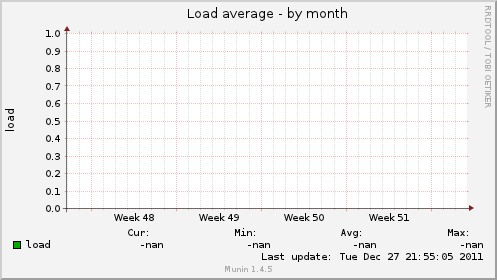 Load average - by month
RRDTOOL / TOBI OETIKER
1.0
0.9
0.8
0.7
0.6
0.5
0.4
0.3
0.2
0.1
0.0
load
Week 48 Week 49 Week 50 Week 51
Cur: Min: Avg: Max:
load -nan -nan -nan -nan
Last update: Tue Dec 27 21:55:05 2011
Munin 1.4.5